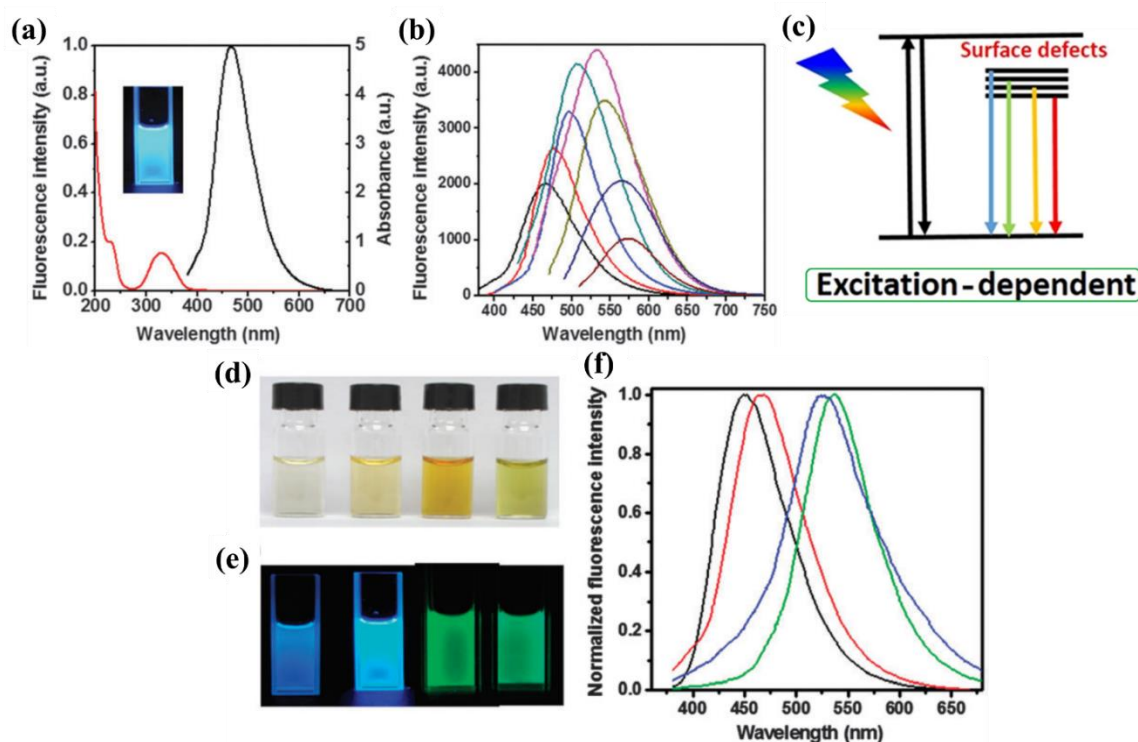 (a)
Fluorescence intensity (a.u.)
1.0
0.8
0.6
0.4
0.2
0.0
200 300 400 500 600 700
Wavelength (nm)
5
4
3
2
1
0
Absorbance (a.u.)
(b)
Fluorescence intensity (a.u.)
4000
3000
2000
1000
0
400 450 500 550 600 650 700 750
Wavelength (nm)
(c)
Surface defects
Excitation-dependent
(d)
(e)
(f)
Normalized fluorescence intensity
1.0
0.8
0.6
0.4
0.2
0.0
400 450 500 550 600 650
Wavelength (nm)